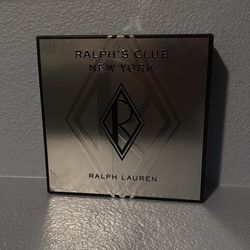 RALPH'S CLUB
NEW YORK
R
RALPH LAUREN